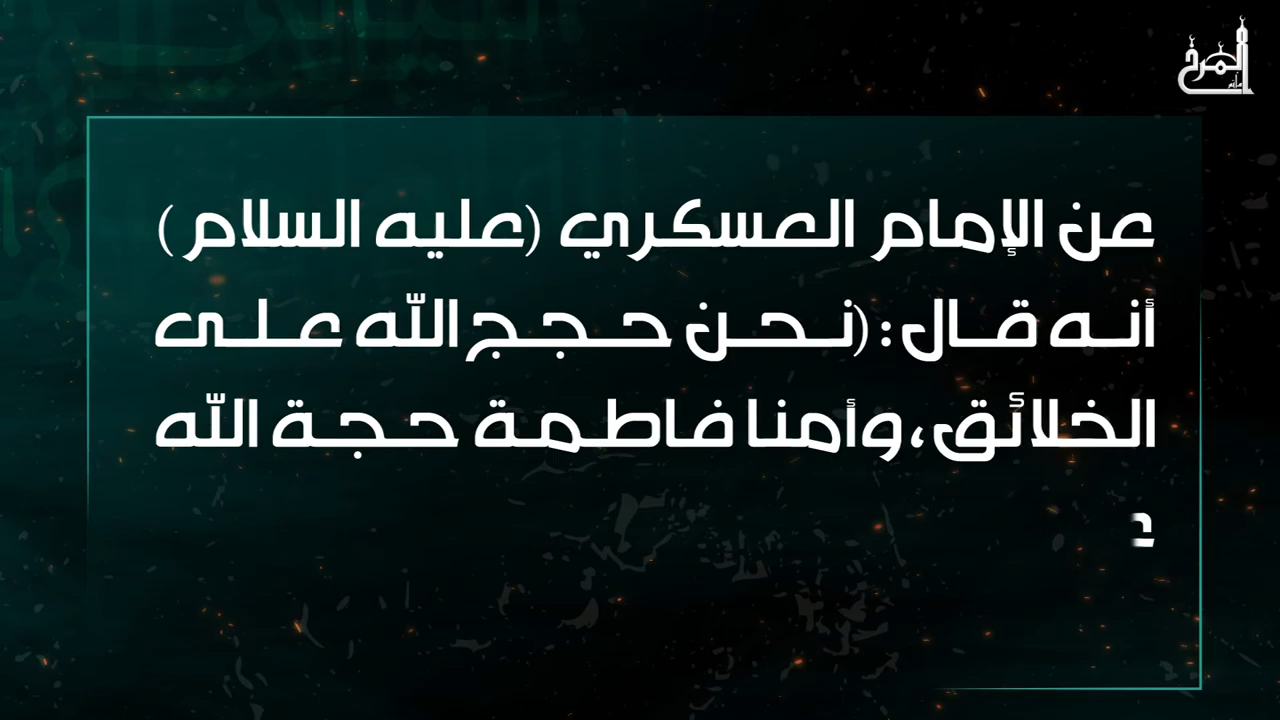 عن الإمام العسكري (عليه السلام)
أنه قال: (نحن حجج الله على
الخلائق، وأمنا فاطمة حجة الله